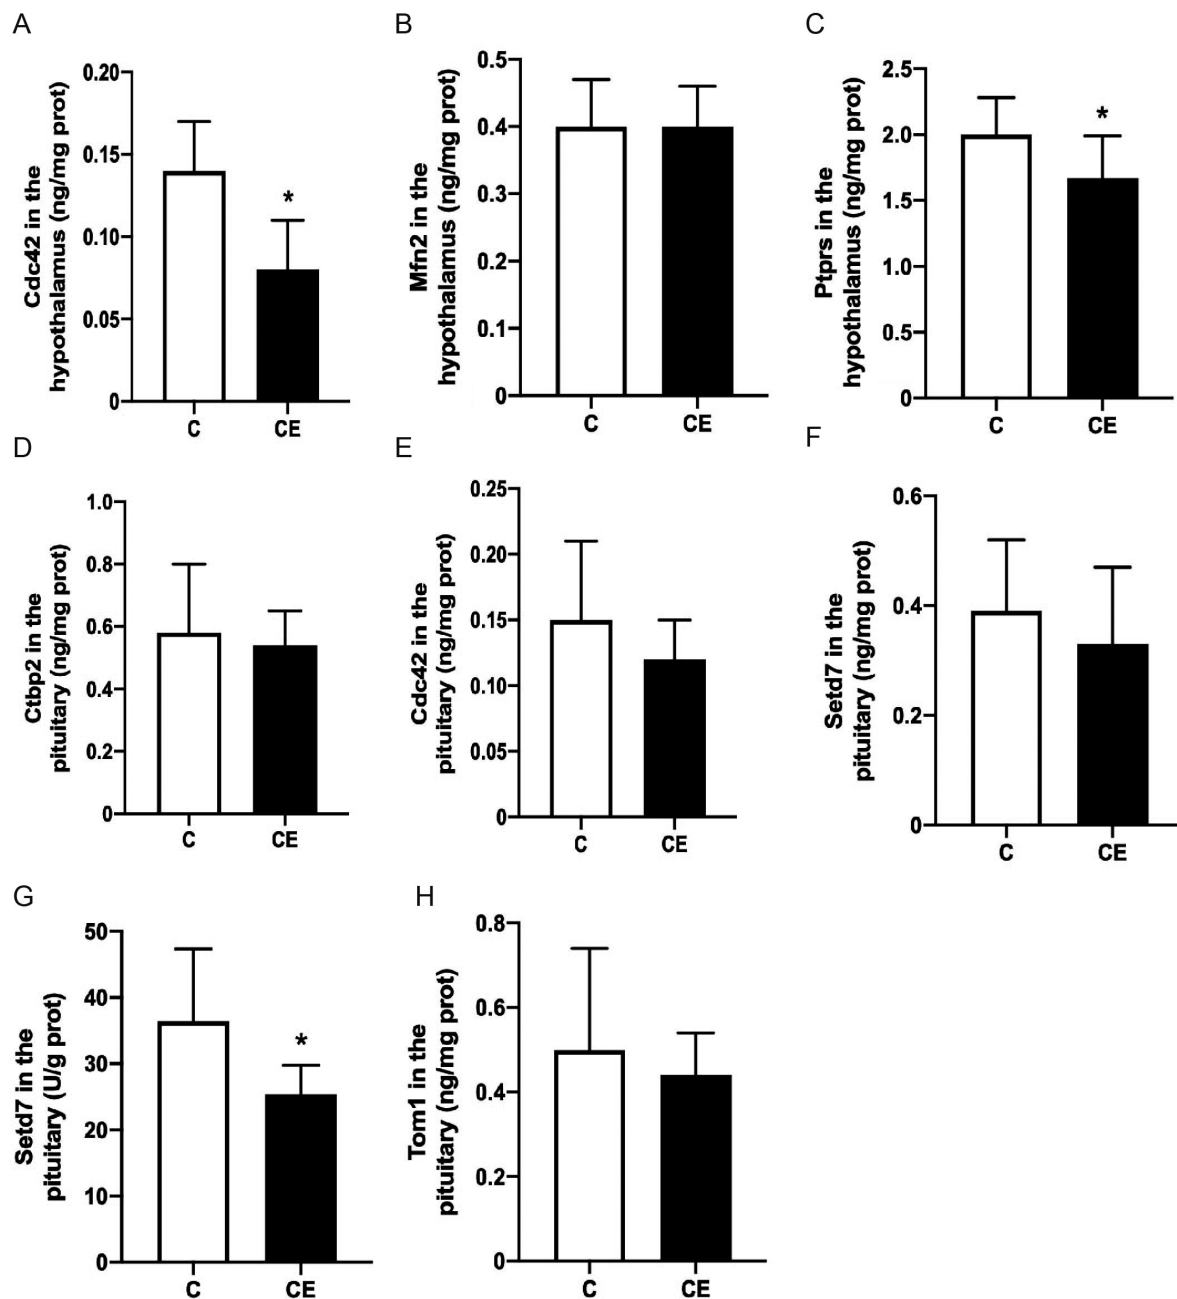 A
Cdc42 in the
hypothalamus (ng/mg prot)
0.20
0.15
0.10
0.05
0
*
C
CE
B
Mfn2 in the
hypothalamus (ng/mg prot)
0.5
0.4
0.3
0.2
0.1
0
C
CE
C
Ptprs in the
hypothalamus (ng/mg prot)
2.5
2.0
1.5
1.0
0.5
0
*
C
CE
D
Ctbp2 in the
pituitary (ng/mg prot)
1.0
0.8
0.6
0.4
0.2
0
C
CE
E
Cdc42 in the
pituitary (ng/mg prot)
0.25
0.20
0.15
0.10
0.05
0
C
CE
F
Setd7 in the
pituitary (ng/mg prot)
0.6
0.4
0.2
0
C
CE
G
Setd7 in the
pituitary (U/g prot)
50
40
30
20
10
0
*
C
CE
H
Tom1 in the
pituitary (ng/mg prot)
0.8
0.6
0.4
0.2
0
C
CE